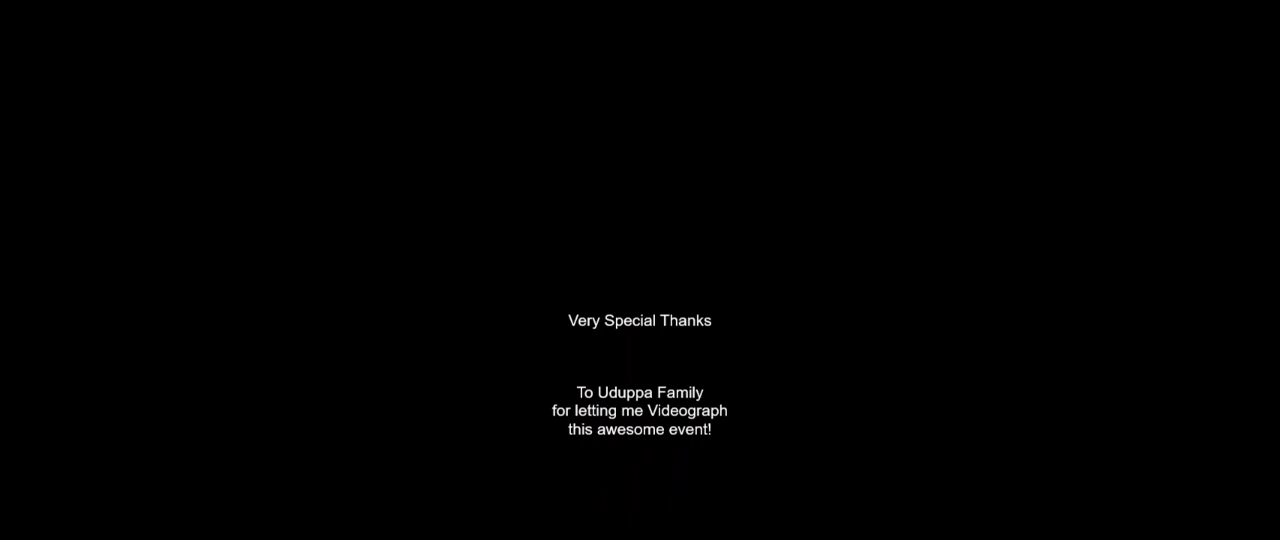 Very Special Thanks
To Uduppa Family
for letting me Videograph
this awesome event!